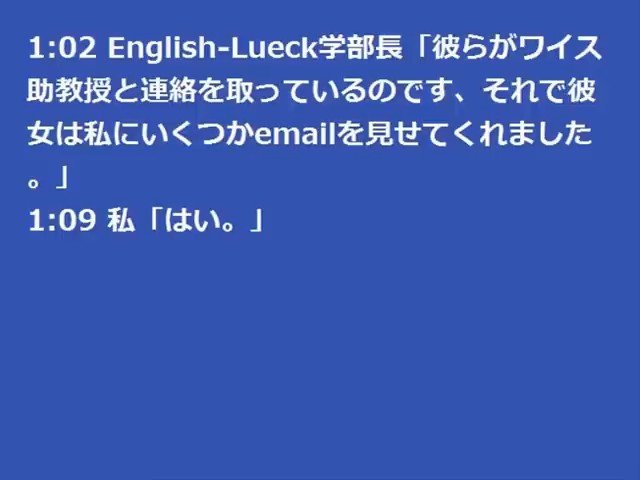 1:02 English-Lueck学部長「彼らがワイス
助教授と連絡を取っているのです、それで彼
女は私にいくつかemailを見せてくれました
。」
1:09 私「はい。」